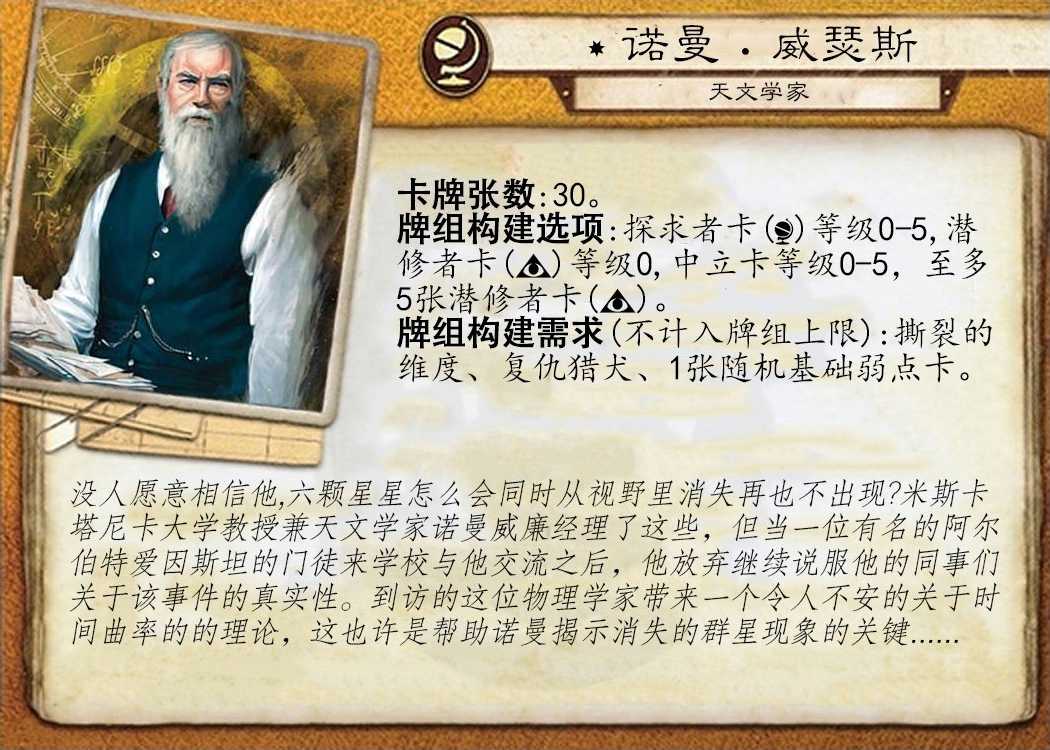 诺曼·威瑟斯
天文学家
卡牌张数:30。
牌组构建选项:探求者卡()等级0-5,潜
修者卡()等级0,中立卡等级0-5，至多
5张潜修者卡()。
牌组构建需求(不计入牌组上限):撕裂的
维度、复仇猎犬、1张随机基础弱点卡。
没人愿意相信他,六颗星星怎么会同时从视野里消失再也不出现?米斯卡
塔尼卡大学教授兼天文学家诺曼威廉经理了这些，但当一位有名的阿尔
伯特爱因斯坦的门徒来学校与他交流之后，他放弃继续说服他的同事们
关于该事件的真实性。到访的这位物理学家带来一个令人不安的关于时
间曲率的的理论，这也许是帮助诺曼揭示消失的群星现象的关键......